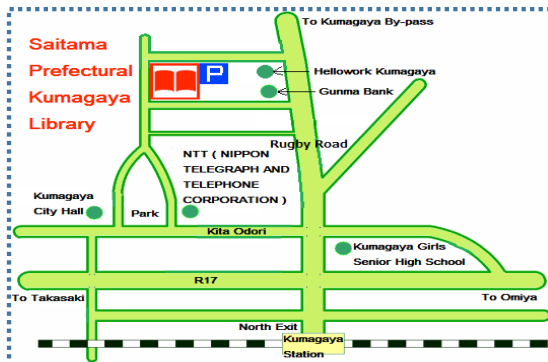 To Kumagaya By-pass
Saitama
Prefectural
Kumagaya
Library
P
Hellowork Kumagaya
Gunma Bank
Rugby Road
NTT ( NIPPON
TELEGRAPH AND
TELEPHONE
CORPORATION )
Kumagaya
City Hall
Park
Kita Odori
Kumagaya Girls
Senior High School
R17
To Takasaki
To Omiya
North Exit
Kumagaya
Station